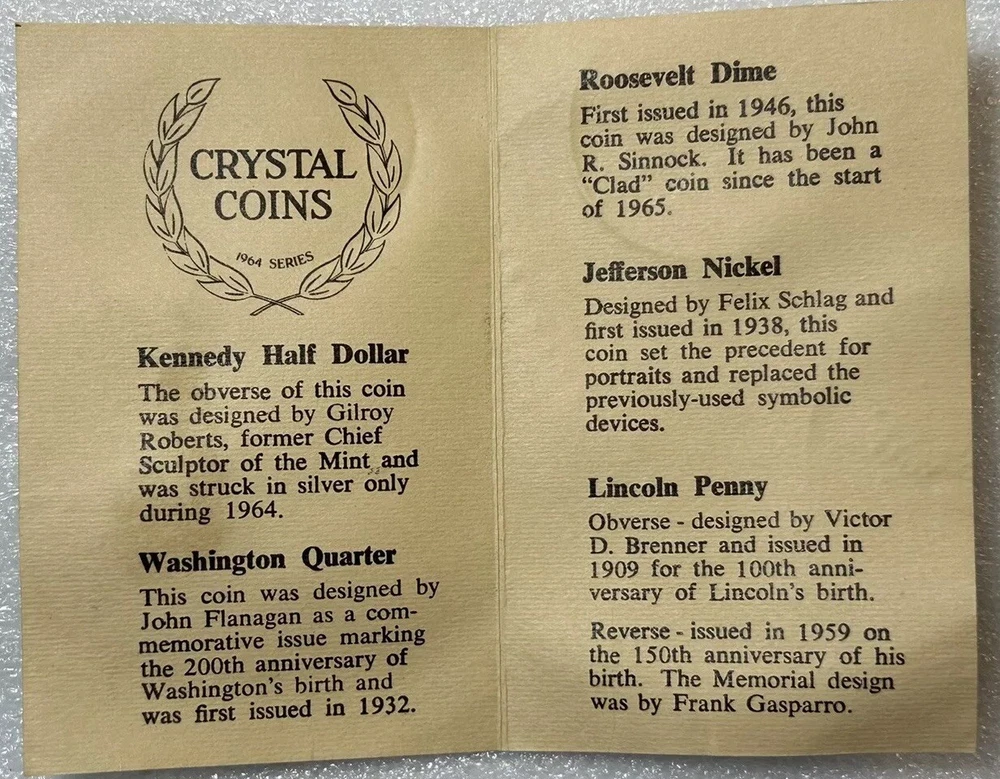 CRYSTAL
COINS
1964 SERIES
Kennedy Half Dollar
The obverse of this coin
was designed by Gilroy
Roberts, former Chief
Sculptor of the Mint and
was struck in silver only
during 1964.
Washington Quarter
This coin was designed by
John Flanagan as a com-
memorative issue marking
the 200th anniversary of
Washington's birth and
was first issued in 1932.
Roosevelt Dime
First issued in 1946, this
coin was designed by John
R. Sinnock. It has been a
"Clad" coin since the start
of 1965.
Jefferson Nickel
Designed by Felix Schlag and
first issued in 1938, this
coin set the precedent for
portraits and replaced the
previously-used symbolic
devices.
Lincoln Penny
Obverse - designed by Victor
D. Brenner and issued in
1909 for the 100th anni-
versary of Lincoln's birth.
Reverse - issued in 1959 on
the 150th anniversary of his
birth. The Memorial design
was by Frank Gasparro.